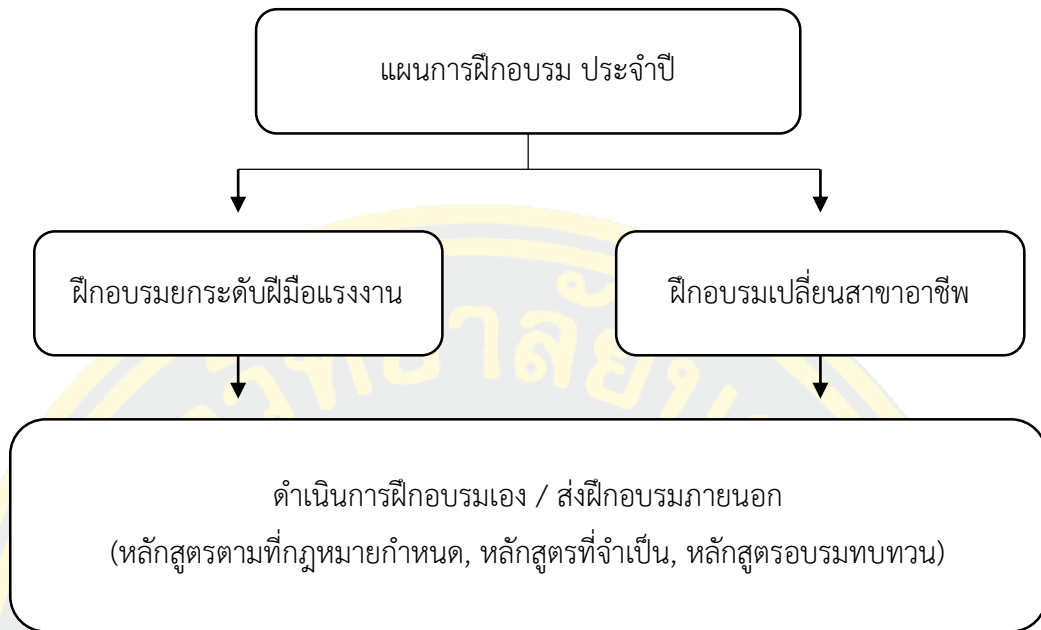 แผนการฝึกอบรม ประจำปี
ฝึกอบรมยกระดับฝีมือแรงงาน
ฝึกอบรมเปลี่ยนสาขาอาชีพ
ดำเนินการฝึกอบรมเอง / ส่งฝึกอบรมภายนอก
(หลักสูตรตามที่กฎหมายกำหนด, หลักสูตรที่จำเป็น, หลักสูตรอบรมทบทวน)